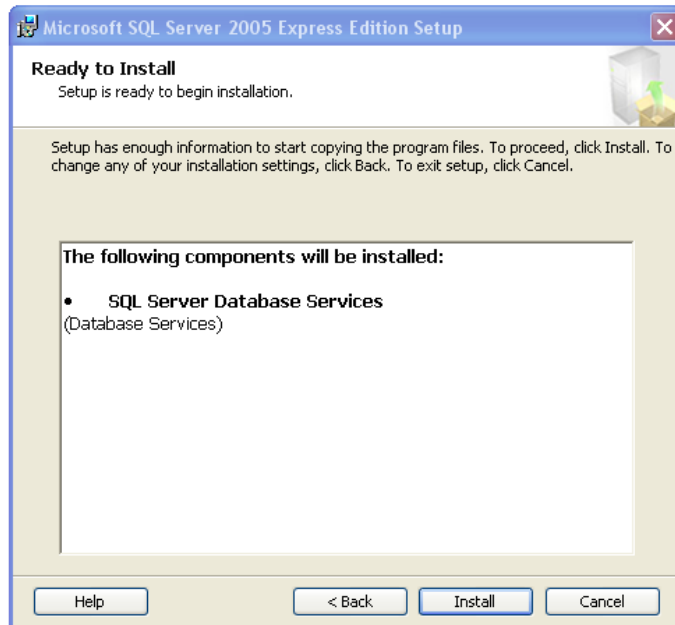 Microsoft SQL Server 2005 Express Edition Setup
Ready to Install
Setup is ready to begin installation.
Setup has enough information to start copying the program files. To proceed, click Install. To
change any of your installation settings, click Back. To exit setup, click Cancel.
The following components will be installed:
• SQL Server Database Services
(Database Services)
Help < Back Install Cancel